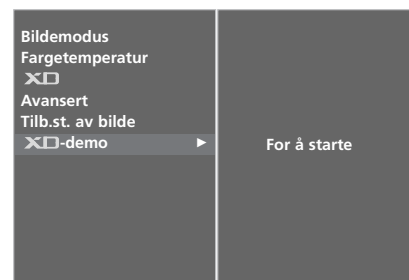 Bildemodus
Fargetemperatur
XD
Avansert
Tilb.st. av bilde
XD-demo ►
For å starte